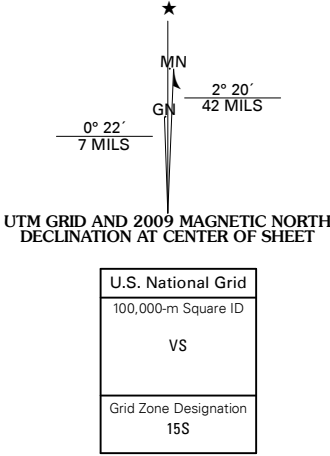 ★
MN
GN
2° 20´
42 MILS
0° 22´
7 MILS
UTM GRID AND 2009 MAGNETIC NORTH
DECLINATION AT CENTER OF SHEET
U.S. National Grid
100,000-m Square ID
VS
Grid Zone Designation
15S